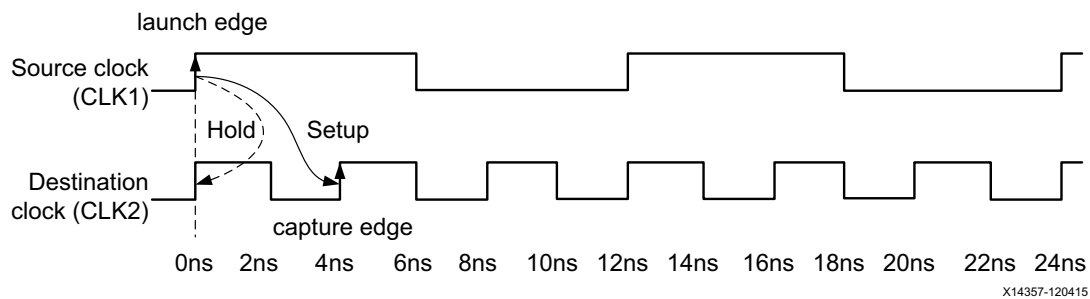 launch edge
Source clock
(CLK1)
Hold Setup
Destination
clock (CLK2)
capture edge
0ns 2ns 4ns 6ns 8ns 10ns 12ns 14ns 16ns 18ns 20ns 22ns 24ns
X14357-120415